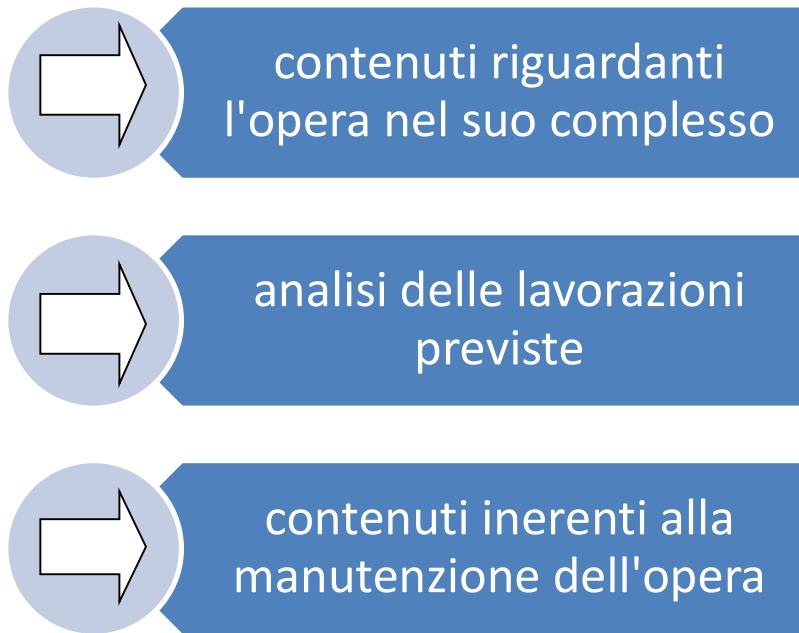 contenuti riguardanti
l'opera nel suo complesso
analisi delle lavorazioni
previste
contenuti inerenti alla
manutenzione dell'opera